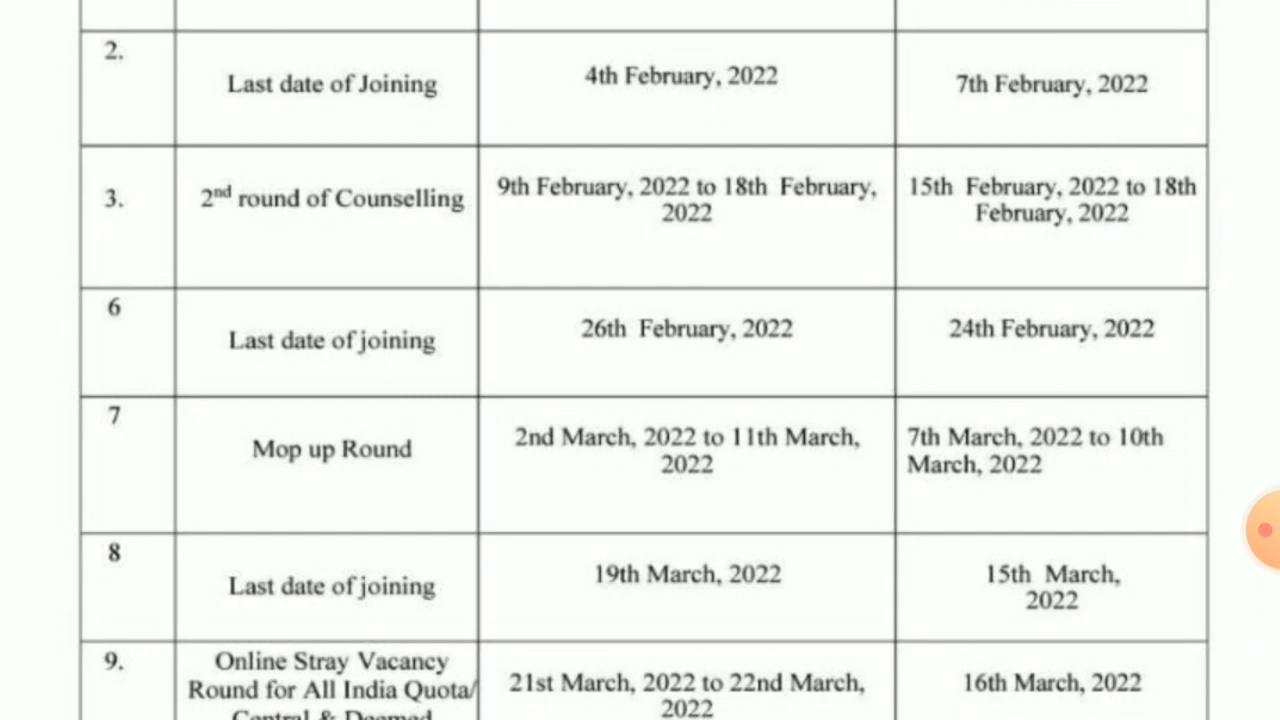 2.
Last date of Joining
4th February, 2022
7th February, 2022
3.
2nd round of Counselling
9th February, 2022 to 18th February,
2022
15th February, 2022 to 18th
February, 2022
6
Last date of joining
26th February, 2022
24th February, 2022
7
Mop up Round
2nd March, 2022 to 11th March,
2022
7th March, 2022 to 10th
March, 2022
8
Last date of joining
19th March, 2022
15th March,
2022
9.
Online Stray Vacancy
Round for All India Quota/
Central & Deemed
21st March, 2022 to 22nd March,
2022
16th March, 2022